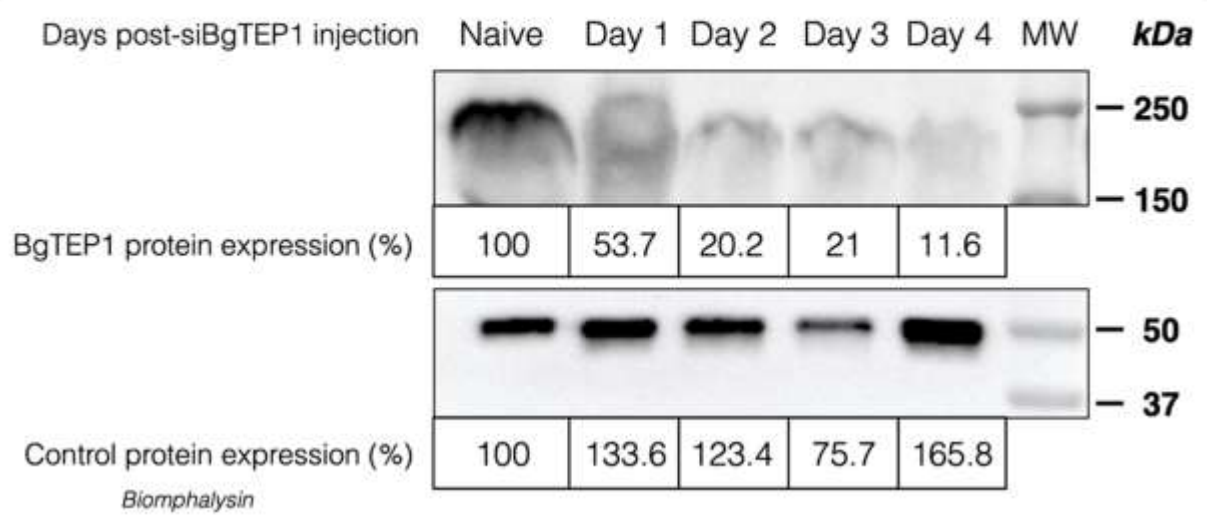 Days post-siBgTEP1 injection Naive Day 1 Day 2 Day 3 Day 4 MW kDa
250
150
BgTEP1 protein expression (%) 100 53.7 20.2 21 11.6
50
37
Control protein expression (%) 100 133.6 123.4 75.7 165.8
Biomphalysin